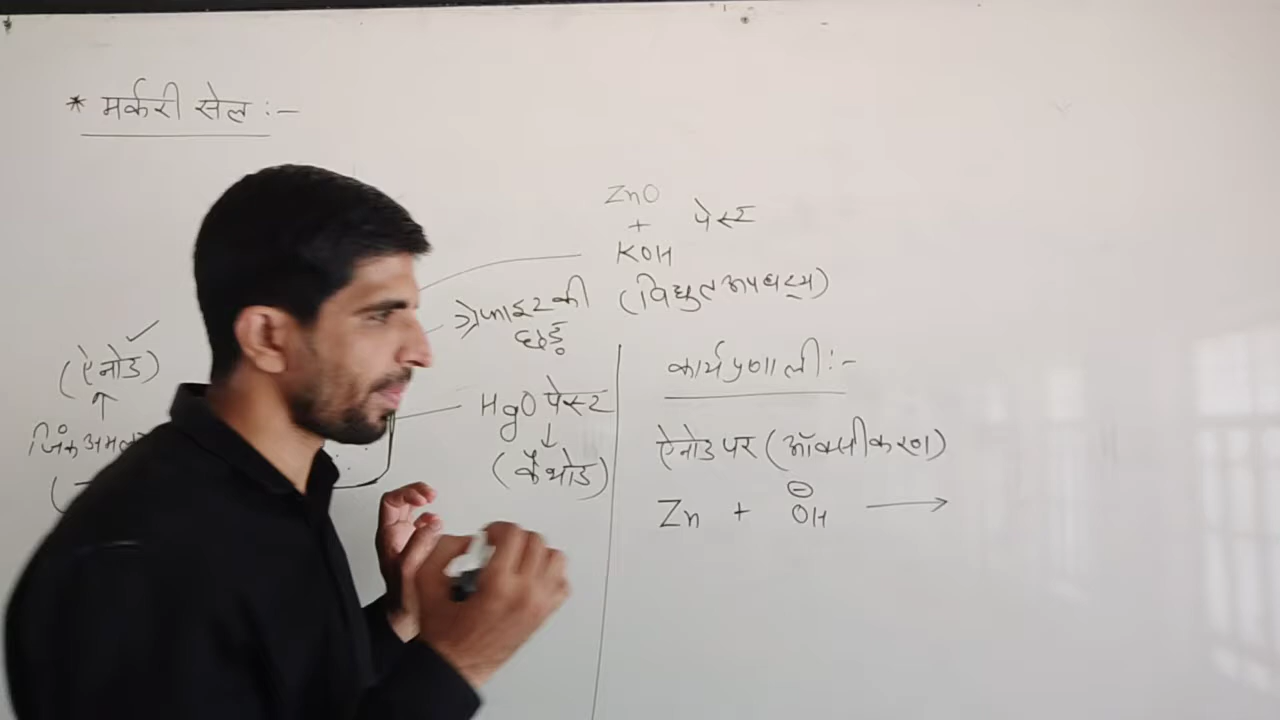 * मर्करी सेल :-
ZnO
+ पेस्ट
KOH
(विद्युत अपघट्य)
ग्रेफाइट की
छड़ें
(ऐनोड) ✓
↑
जिंक अमल
HgO पेस्ट
↓
(कैथोड)
कार्यप्रणाली :-
ऐनोड पर (ऑक्सीकरण)
Zn + OH⊖ ⟶